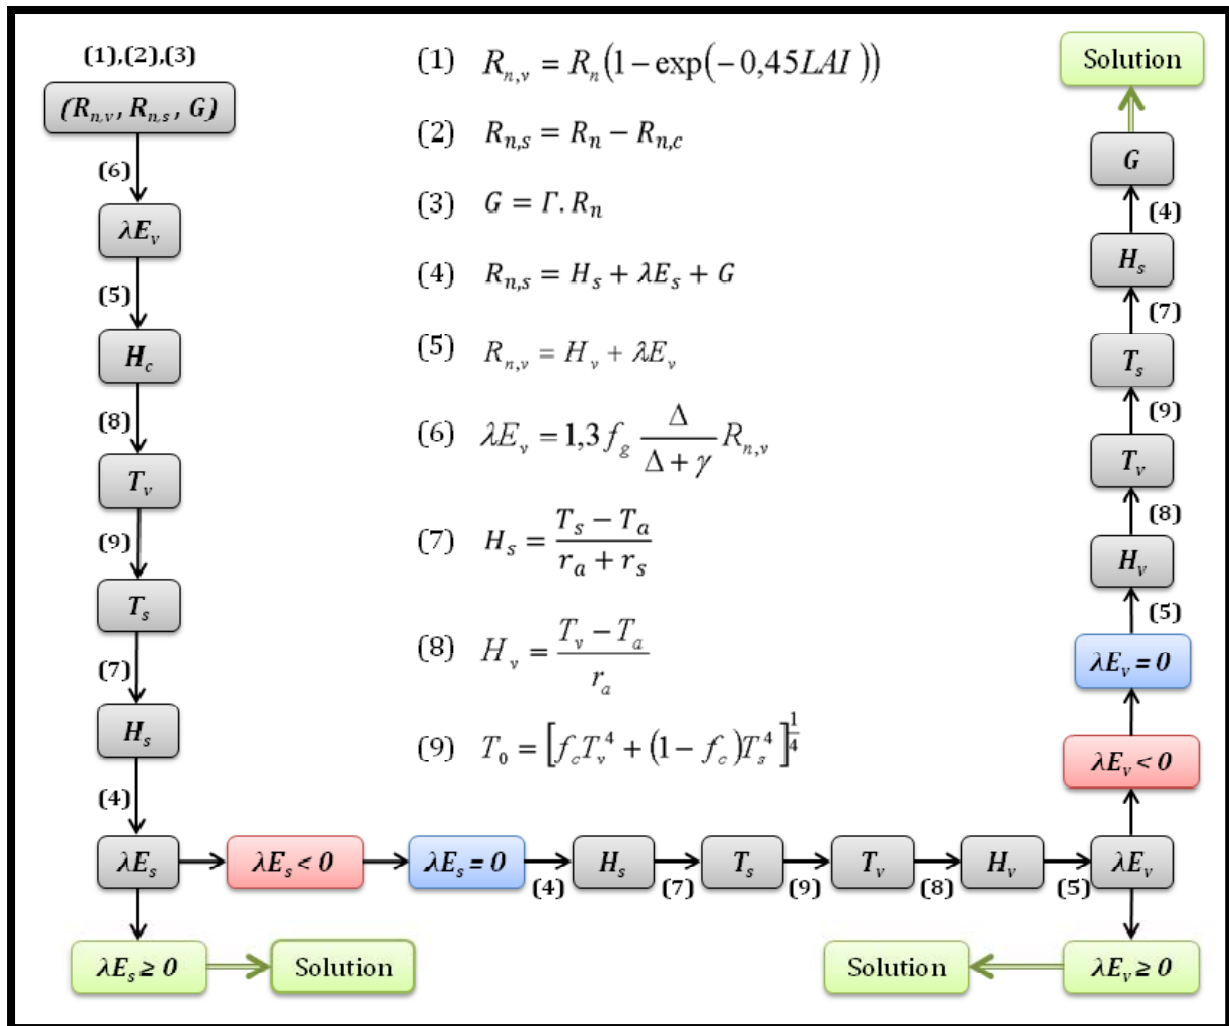 (1),(2),(3)
(R_{n,v}, R_{n,s}, G)
(6)
λE_v
(5)
H_c
(8)
T_v
(9)
T_s
(7)
H_s
(4)
λE_s
λE_s ≥ 0
Solution
(1) R_{n,v} = R_n(1−exp(−0,45LAI ))
(2) R_{n,s} = R_n − R_{n,c}
(3) G = Γ. R_n
(4) R_{n,s} = H_s + λE_s + G
(5) R_{n,v} = H_v + λE_v
(6) λE_v = 1,3 f_g \frac{Δ}{Δ + γ} R_{n,v}
(7) H_s = \frac{T_s − T_a}{r_a + r_s}
(8) H_v = \frac{T_v − T_a}{r_a}
(9) T_0 = [f_c T_v^4 + (1 − f_c)T_s^4]^{\frac{1}{4}}
λE_s < 0
λE_s = 0
(4)
H_s
(7)
T_s
(9)
T_v
(8)
H_v
(5)
λE_v
λE_v ≥ 0
Solution
λE_v < 0
λE_v = 0
(5)
H_v
(8)
T_v
(9)
T_s
(7)
H_s
(4)
G
Solution